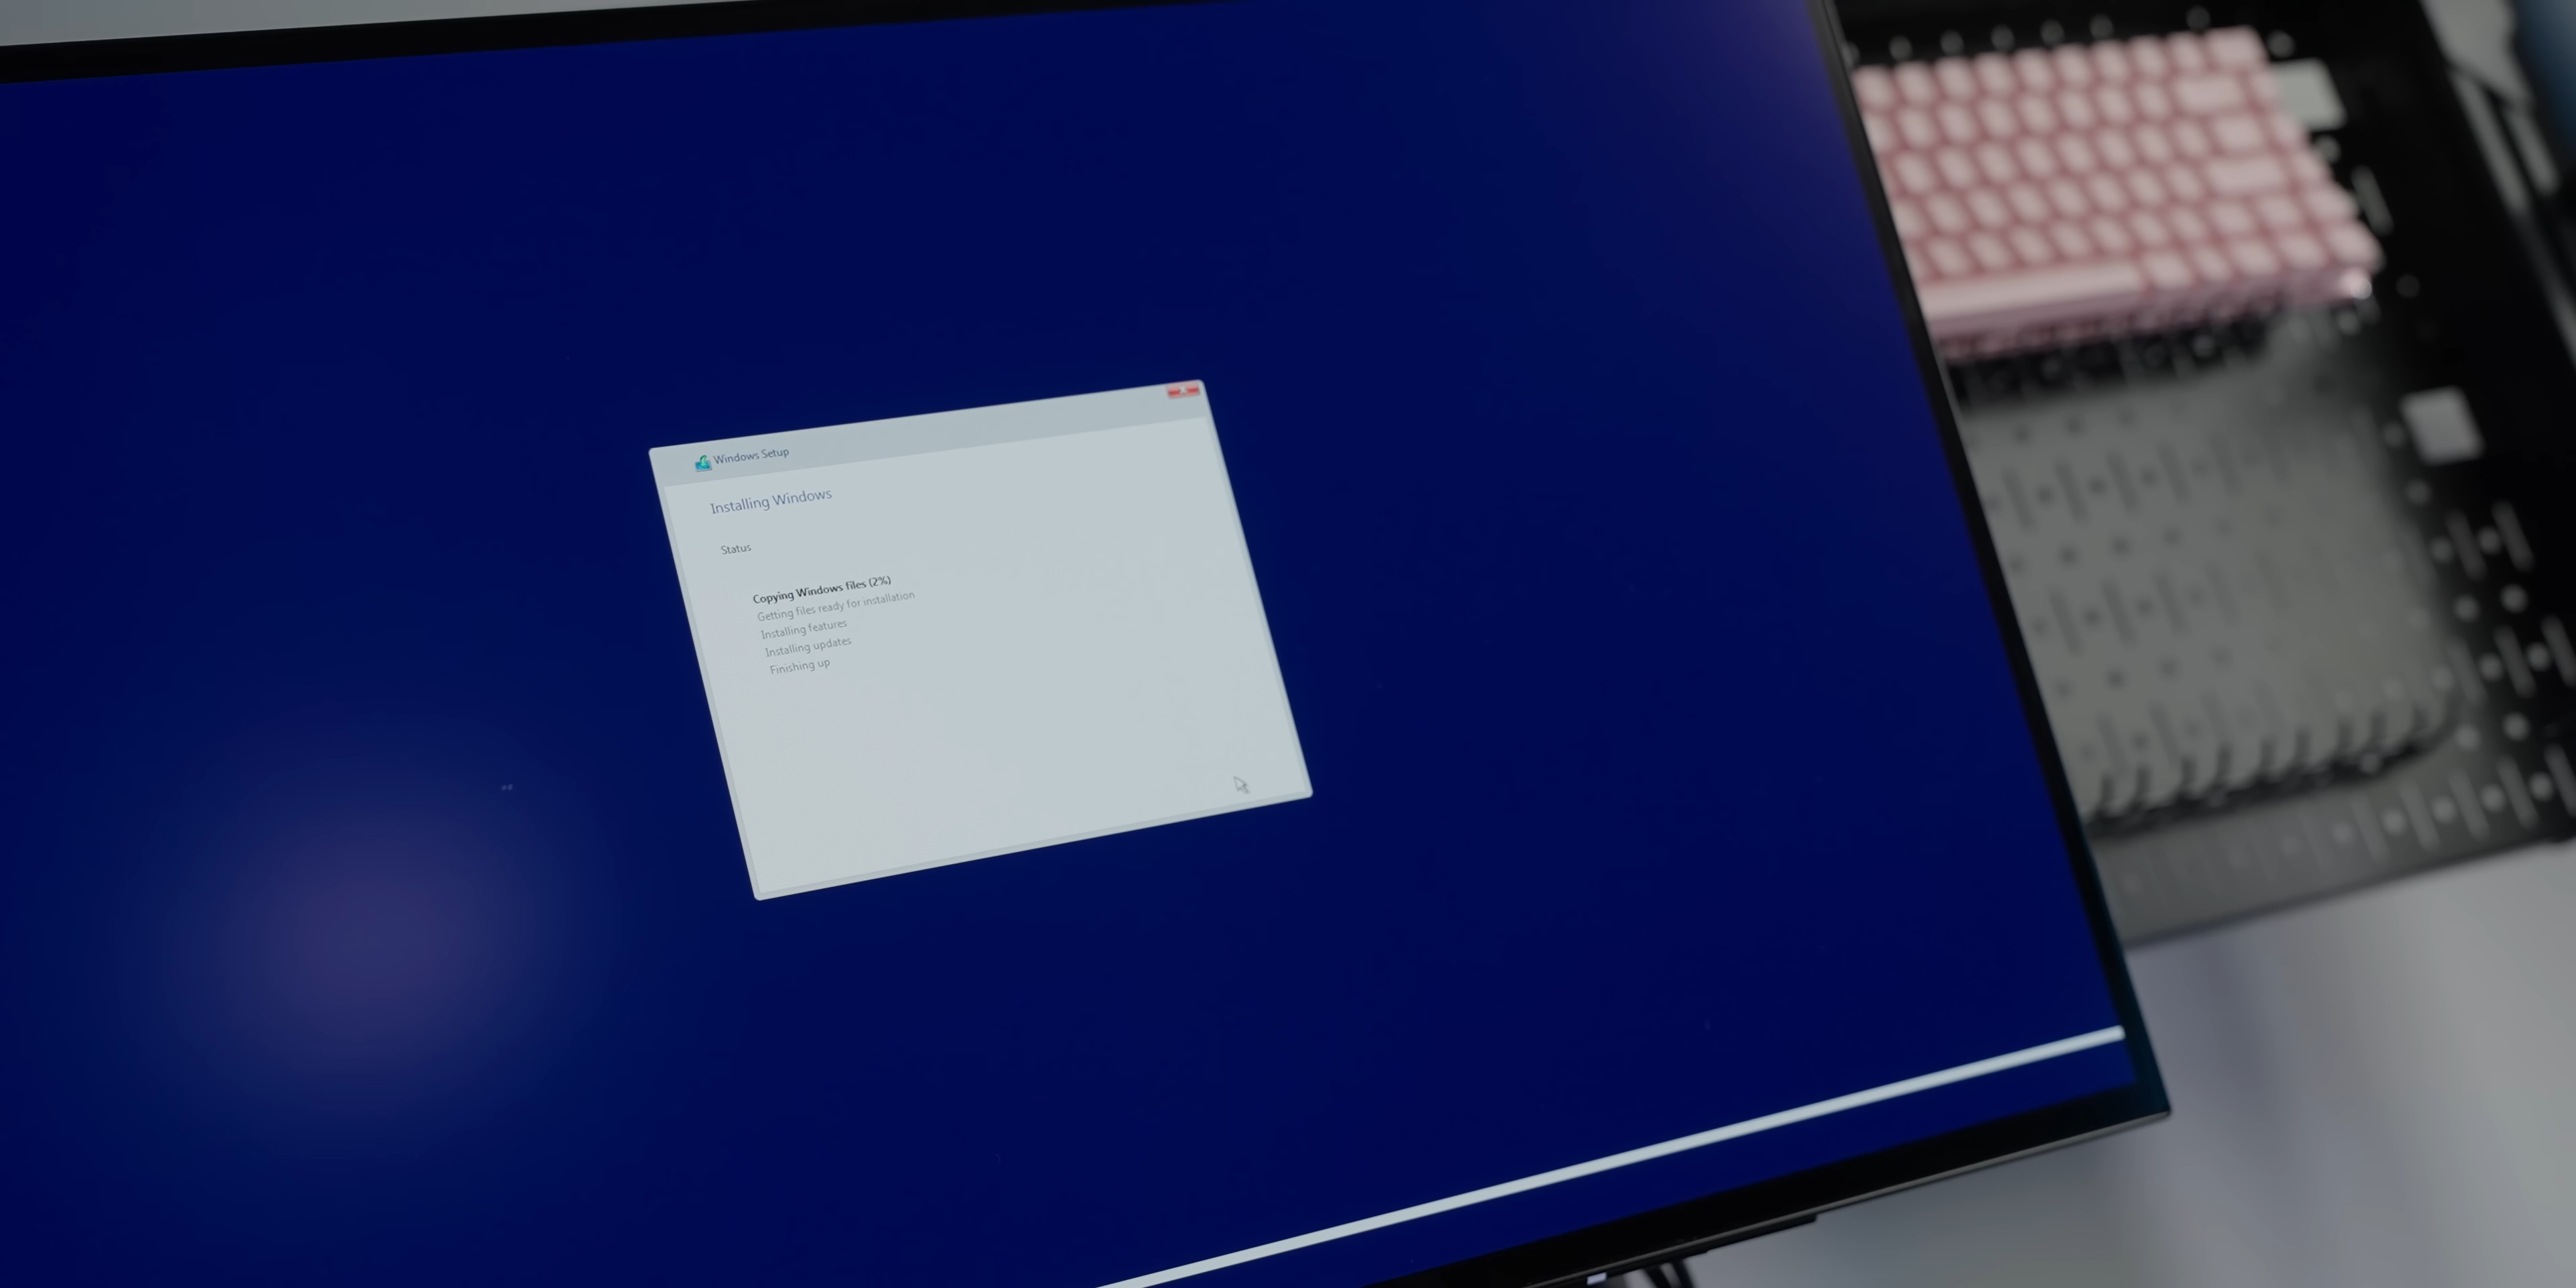 Windows Setup
Installing Windows
Status
Copying Windows files (2%)
Getting files ready for installation
Installing features
Installing updates
Finishing up